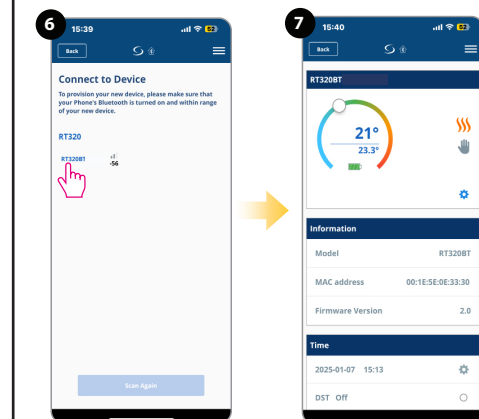 6
15:39
92
Back
Connect to Device
To provision your new device, please make sure that
your Phone's Bluetooth is turned on and within range
of your new device.
RT320
RT320BT
-56
Scan Again
7
15:40
92
Back
RT320BT
21°
23.3°
Information
Model RT320BT
MAC address 00:1E:5E:0E:33:30
Firmware Version 2.0
Time
2025-01-07 15:13
DST Off